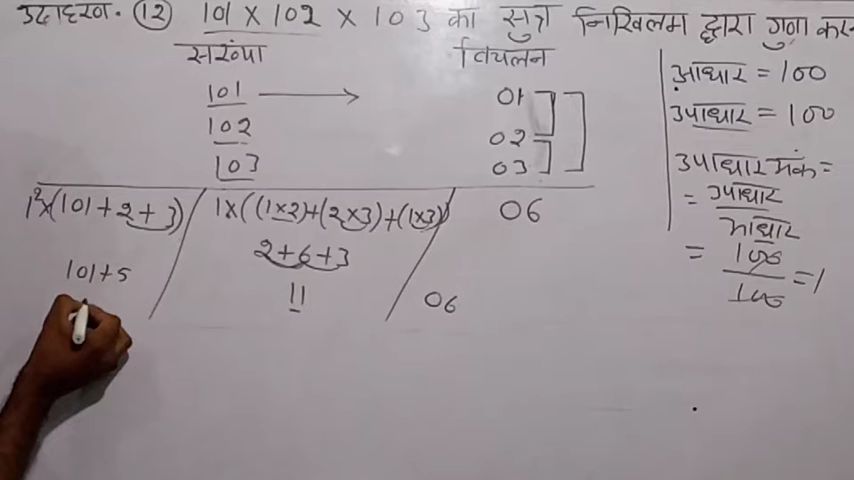 उदाहरण. (12) 101 × 102 × 103 का सुत्र निखिलम द्वारा गुना कर
सरंपा विचलन
101 → 01
102 02
103 03
1²×(101+2+3) / 1×((1×2)+(2×3)+(1×3)) / 06
2+6+3
101+5 / 11 / 06
आधार = 100
उपाधार = 100
उपाधार मंक =
= उपाधार / आधार
= 100 / 100 = 1